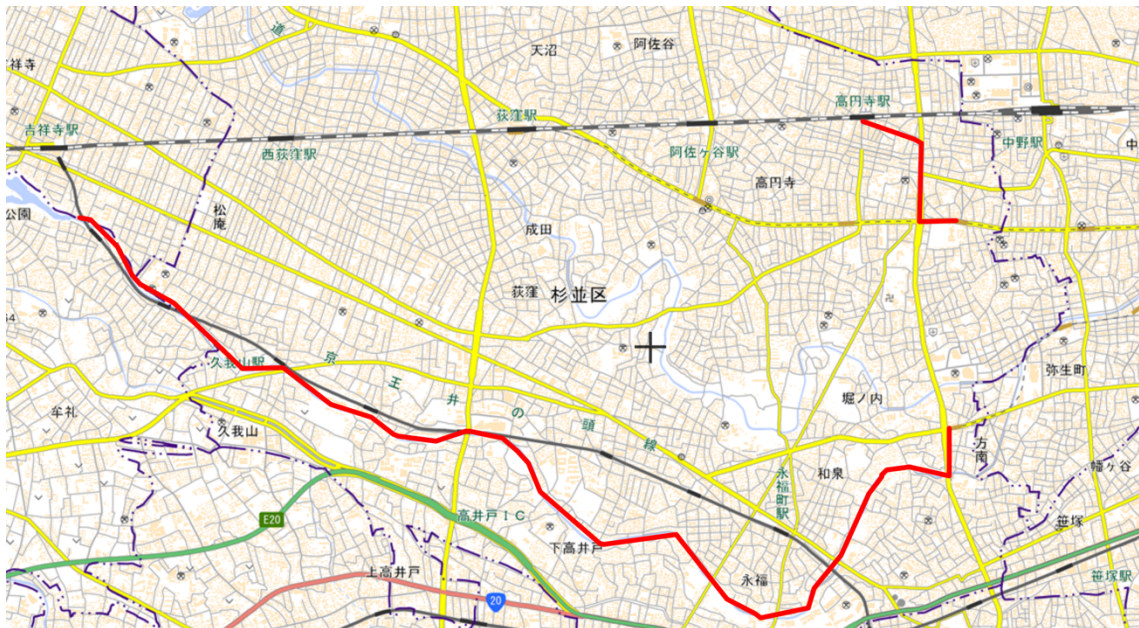 道
天沼
阿佐谷
祥寺
高円寺駅
荻窪駅
吉祥寺駅
中野駅
中
西荻窪駅
阿佐ケ谷駅
高円寺
公園
松庵
成田
荻窪
杉並区
久我山駅
京
王
井
の
頭
線
弥生町
牟礼
久我山
堀ノ内
方南
幡ヶ谷
和泉
永福町駅
E20
高井戸IC
笹塚
下高井戸
上高井戸
永福
笹塚駅
20